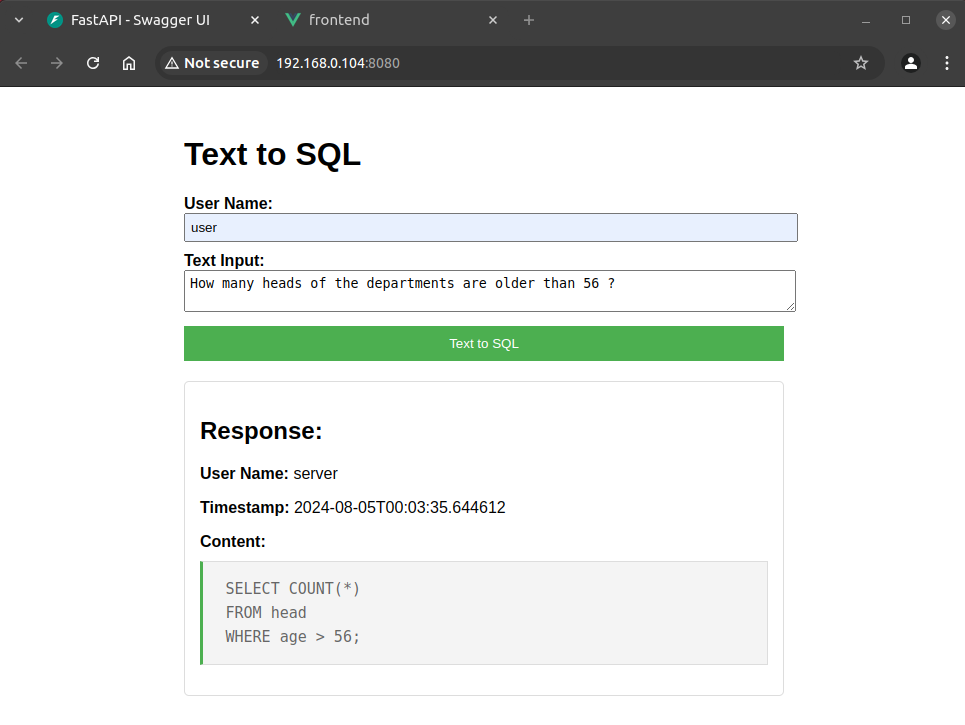 FastAPI - Swagger UI
frontend
Not secure 192.168.0.104:8080
Text to SQL
User Name:
user
Text Input:
How many heads of the departments are older than 56 ?
Text to SQL
Response:
User Name: server
Timestamp: 2024-08-05T00:03:35.644612
Content:
SELECT COUNT(*)
FROM head
WHERE age > 56;